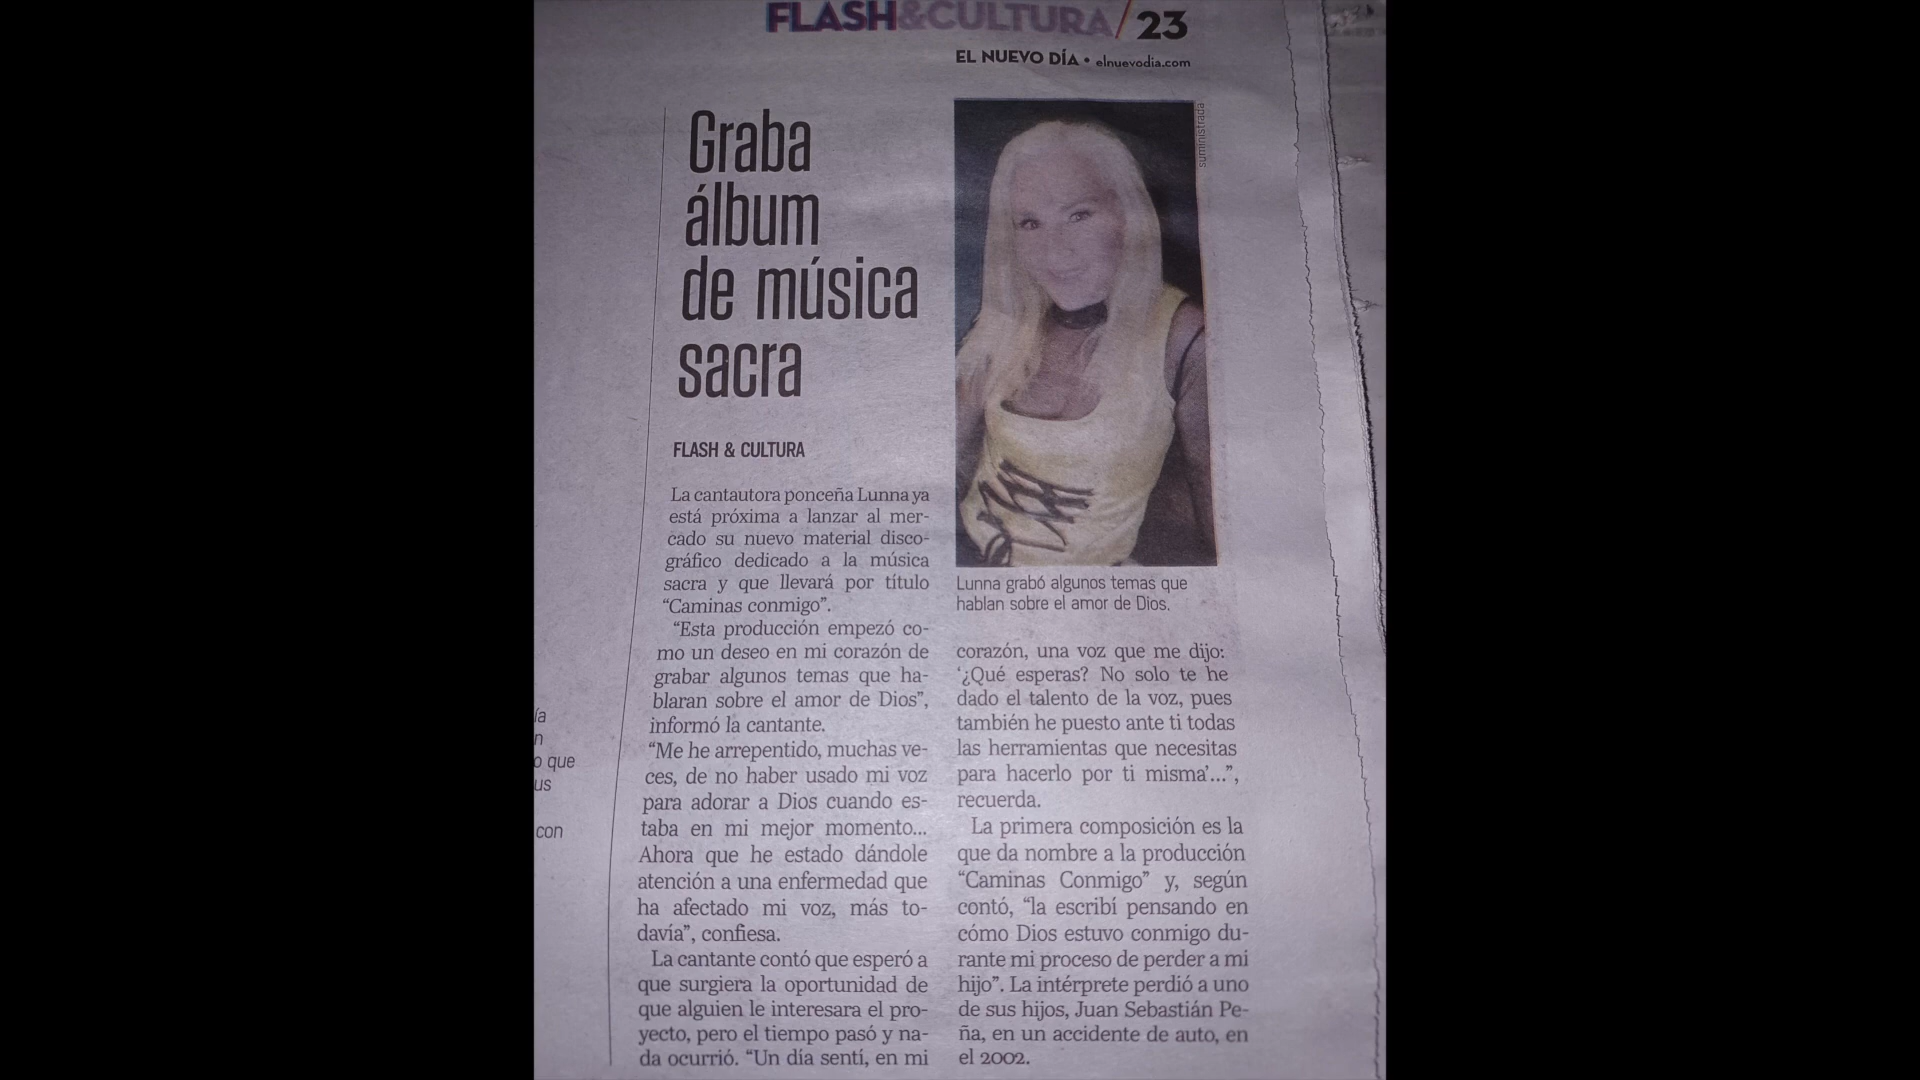 FLASH&CULTURA/23
EL NUEVO DÍA • elnuevodia.com
Graba
álbum
de música
sacra
FLASH & CULTURA
La cantautora ponceña Lunna ya
está próxima a lanzar al mer-
cado su nuevo material disco-
gráfico dedicado a la música
sacra y que llevará por título
“Caminas conmigo”.
“Esta producción empezó co-
mo un deseo en mi corazón de
grabar algunos temas que ha-
blaran sobre el amor de Dios”,
informó la cantante.
“Me he arrepentido, muchas ve-
ces, de no haber usado mi voz
para adorar a Dios cuando es-
taba en mi mejor momento...
Ahora que he estado dándole
atención a una enfermedad que
ha afectado mi voz, más to-
davía”, confiesa.
La cantante contó que esperó a
que surgiera la oportunidad de
que alguien le interesara el pro-
yecto, pero el tiempo pasó y na-
da ocurrió. “Un día sentí, en mi
suministrada
Lunna grabó algunos temas que
hablan sobre el amor de Dios.
corazón, una voz que me dijo:
‘¿Qué esperas? No solo te he
dado el talento de la voz, pues
también he puesto ante ti todas
las herramientas que necesitas
para hacerlo por ti misma’...”,
recuerda.
La primera composición es la
que da nombre a la producción
“Caminas Conmigo” y, según
contó, “la escribí pensando en
cómo Dios estuvo conmigo du-
rante mi proceso de perder a mi
hijo”. La intérprete perdió a uno
de sus hijos, Juan Sebastián Pe-
ña, en un accidente de auto, en
el 2002.
ía
n
o que
us
con